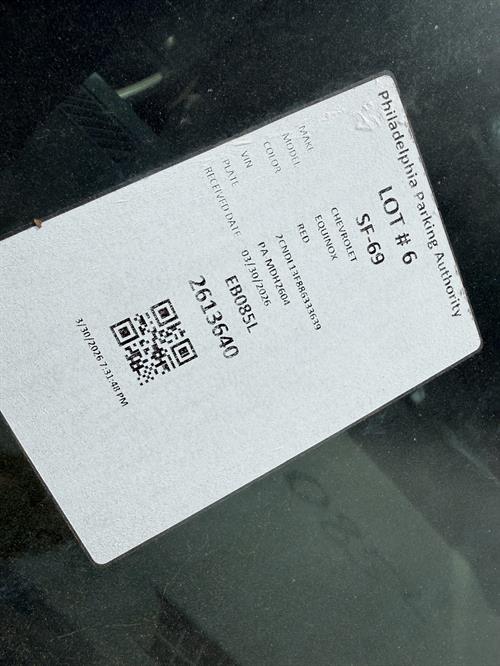 Philadelphia Parking Authority
LOT # 6
SF-69
MAKE CHEVROLET
MODEL EQUINOX
COLOR RED
VIN 2CNDL13F886333639
PLATE PA MDH2604
RECEIVED DATE 03/30/2026
EB085L
2613640
3/30/2026 7:31:48 PM